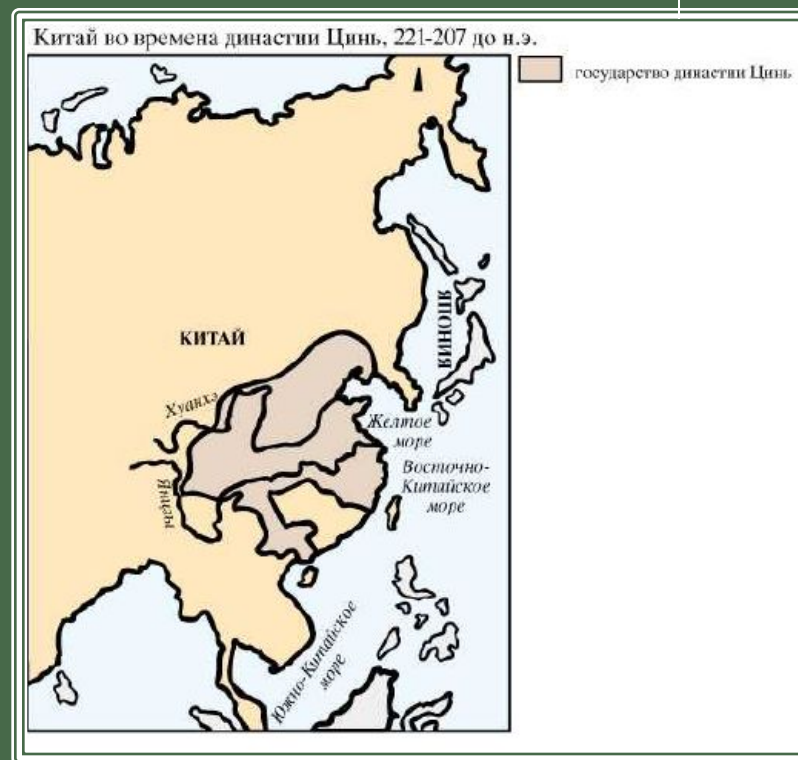 Китай во времена династии Цинь, 221-207 до н.э.
государство династии Цинь
КИТАЙ
ЯПОНИЯ
Хуанхэ
Янцзы
Желтое
море
Восточно-
Китайское
море
Южно-Китайское
море